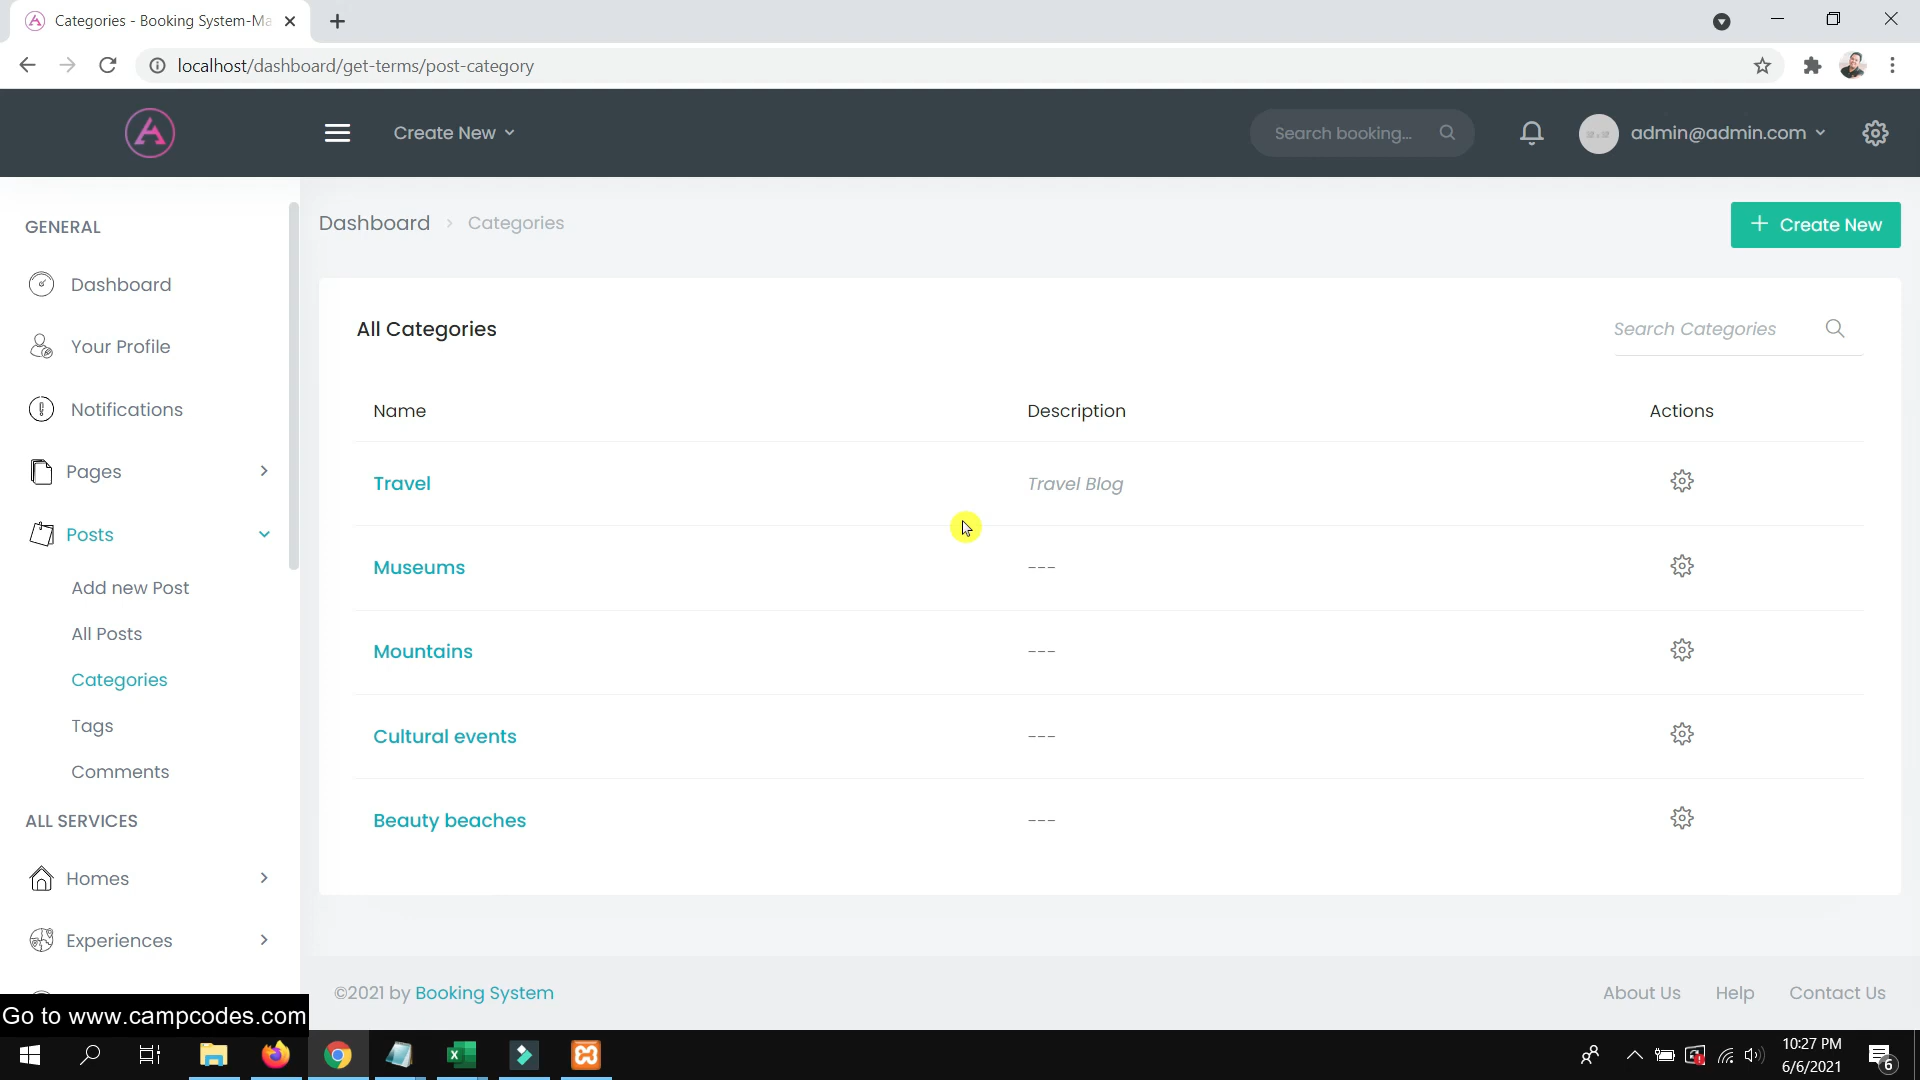 Categories - Booking System-Ma
localhost/dashboard/get-terms/post-category
Create New
Search booking...
admin@admin.com
GENERAL
Dashboard
Your Profile
Notifications
Pages
Posts
Add new Post
All Posts
Categories
Tags
Comments
ALL SERVICES
Homes
Experiences
Dashboard > Categories
+ Create New
All Categories
Search Categories
Name Description Actions
Travel Travel Blog
Museums ---
Mountains ---
Cultural events ---
Beauty beaches ---
©2021 by Booking System
About Us Help Contact Us
Go to www.campcodes.com
10:27 PM
6/6/2021
6